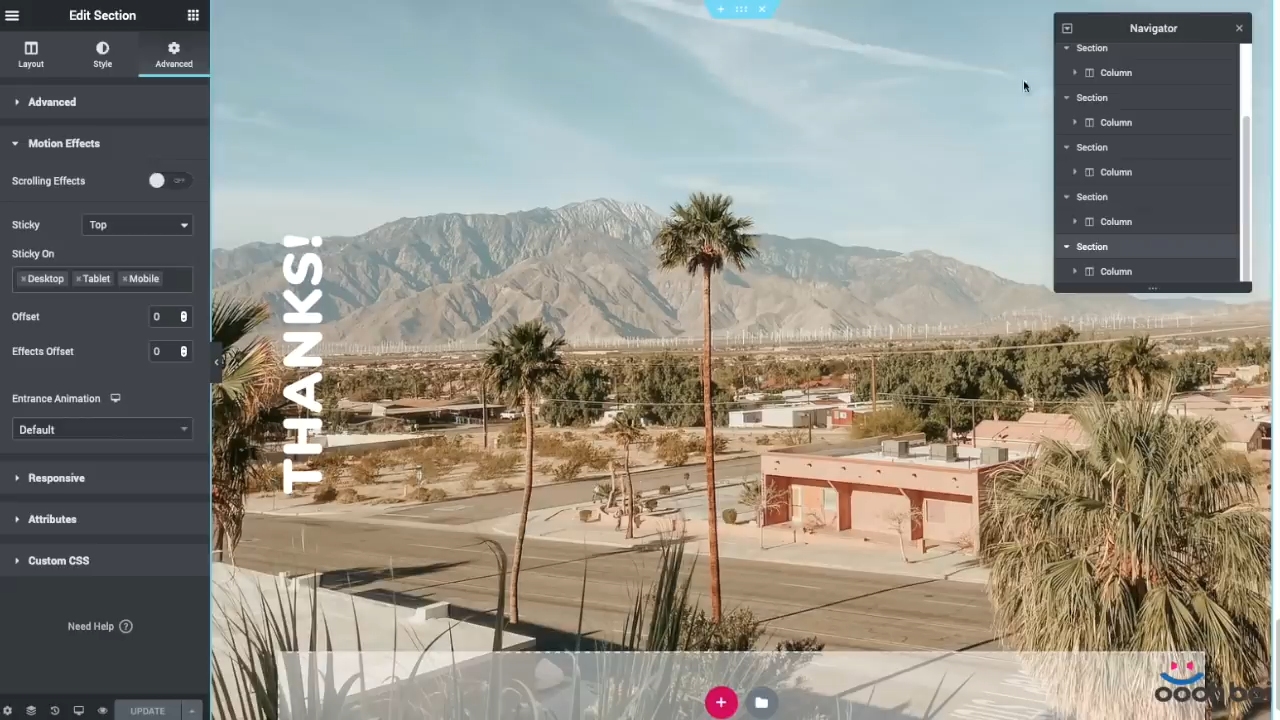 Edit Section
Layout
Style
Advanced
Advanced
Motion Effects
Scrolling Effects
OFF
Sticky
Top
Sticky On
× Desktop × Tablet × Mobile
Offset
0
Effects Offset
0
Entrance Animation
Default
Responsive
Attributes
Custom CSS
Need Help ?
UPDATE
THANKS!
Navigator
Section
Column
Section
Column
Section
Column
Section
Column
Section
Column